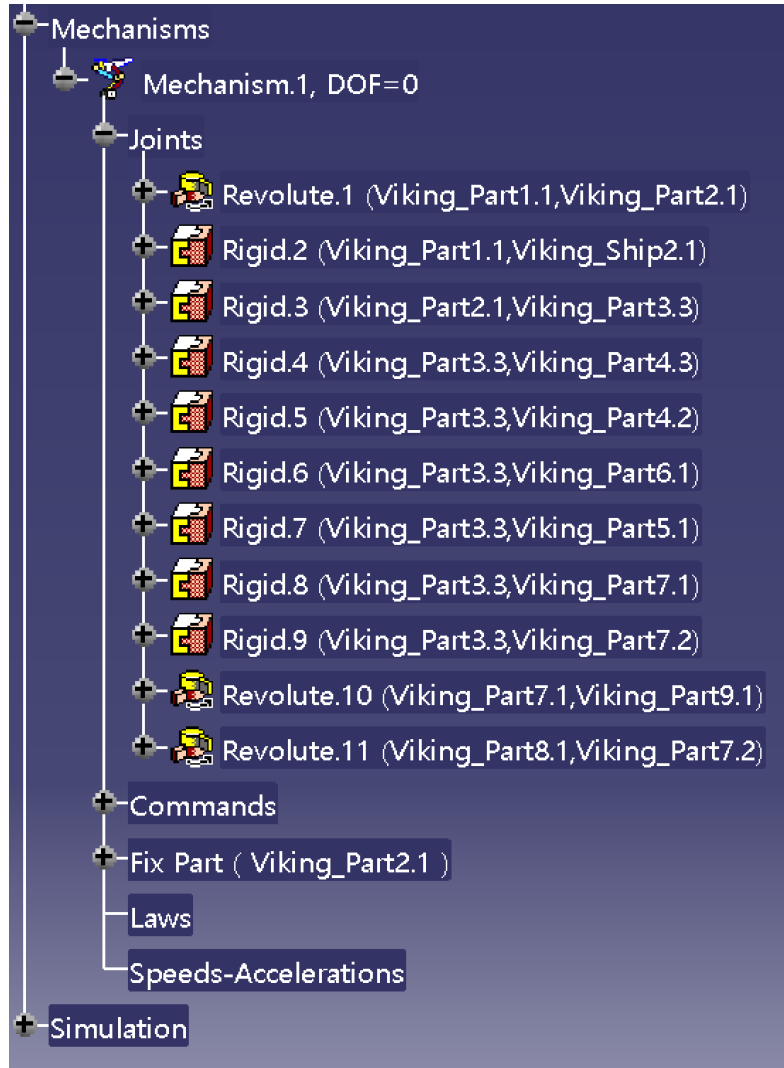 Mechanisms
Mechanism.1, DOF=0
Joints
Revolute.1 (Viking_Part1.1,Viking_Part2.1)
Rigid.2 (Viking_Part1.1,Viking_Ship2.1)
Rigid.3 (Viking_Part2.1,Viking_Part3.3)
Rigid.4 (Viking_Part3.3,Viking_Part4.3)
Rigid.5 (Viking_Part3.3,Viking_Part4.2)
Rigid.6 (Viking_Part3.3,Viking_Part6.1)
Rigid.7 (Viking_Part3.3,Viking_Part5.1)
Rigid.8 (Viking_Part3.3,Viking_Part7.1)
Rigid.9 (Viking_Part3.3,Viking_Part7.2)
Revolute.10 (Viking_Part7.1,Viking_Part9.1)
Revolute.11 (Viking_Part8.1,Viking_Part7.2)
Commands
Fix Part ( Viking_Part2.1 )
Laws
Speeds-Accelerations
Simulation